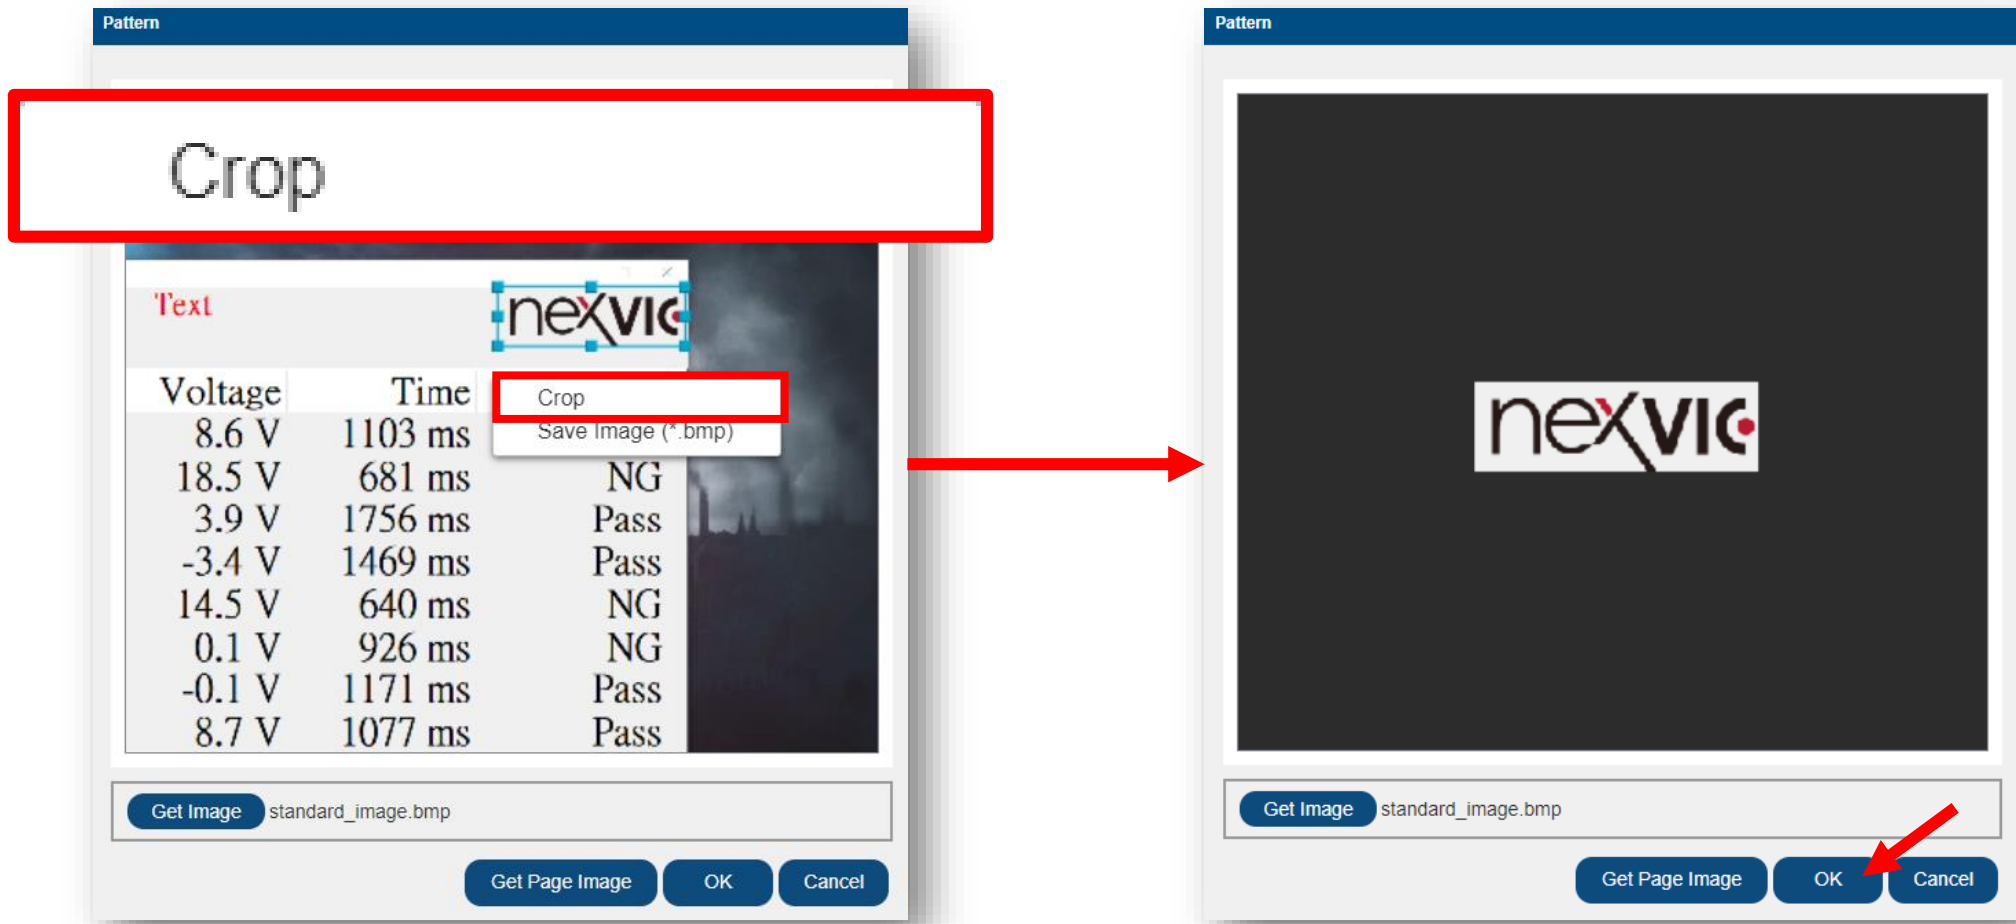 Pattern
Crop
Text
nexvic
Voltage Time
Crop
8.6 V 1103 ms
Save Image (*.bmp)
18.5 V 681 ms NG
3.9 V 1756 ms Pass
-3.4 V 1469 ms Pass
14.5 V 640 ms NG
0.1 V 926 ms NG
-0.1 V 1171 ms Pass
8.7 V 1077 ms Pass
Get Image standard_image.bmp
Get Page Image OK Cancel
Pattern
nexvic
Get Image standard_image.bmp
Get Page Image OK Cancel